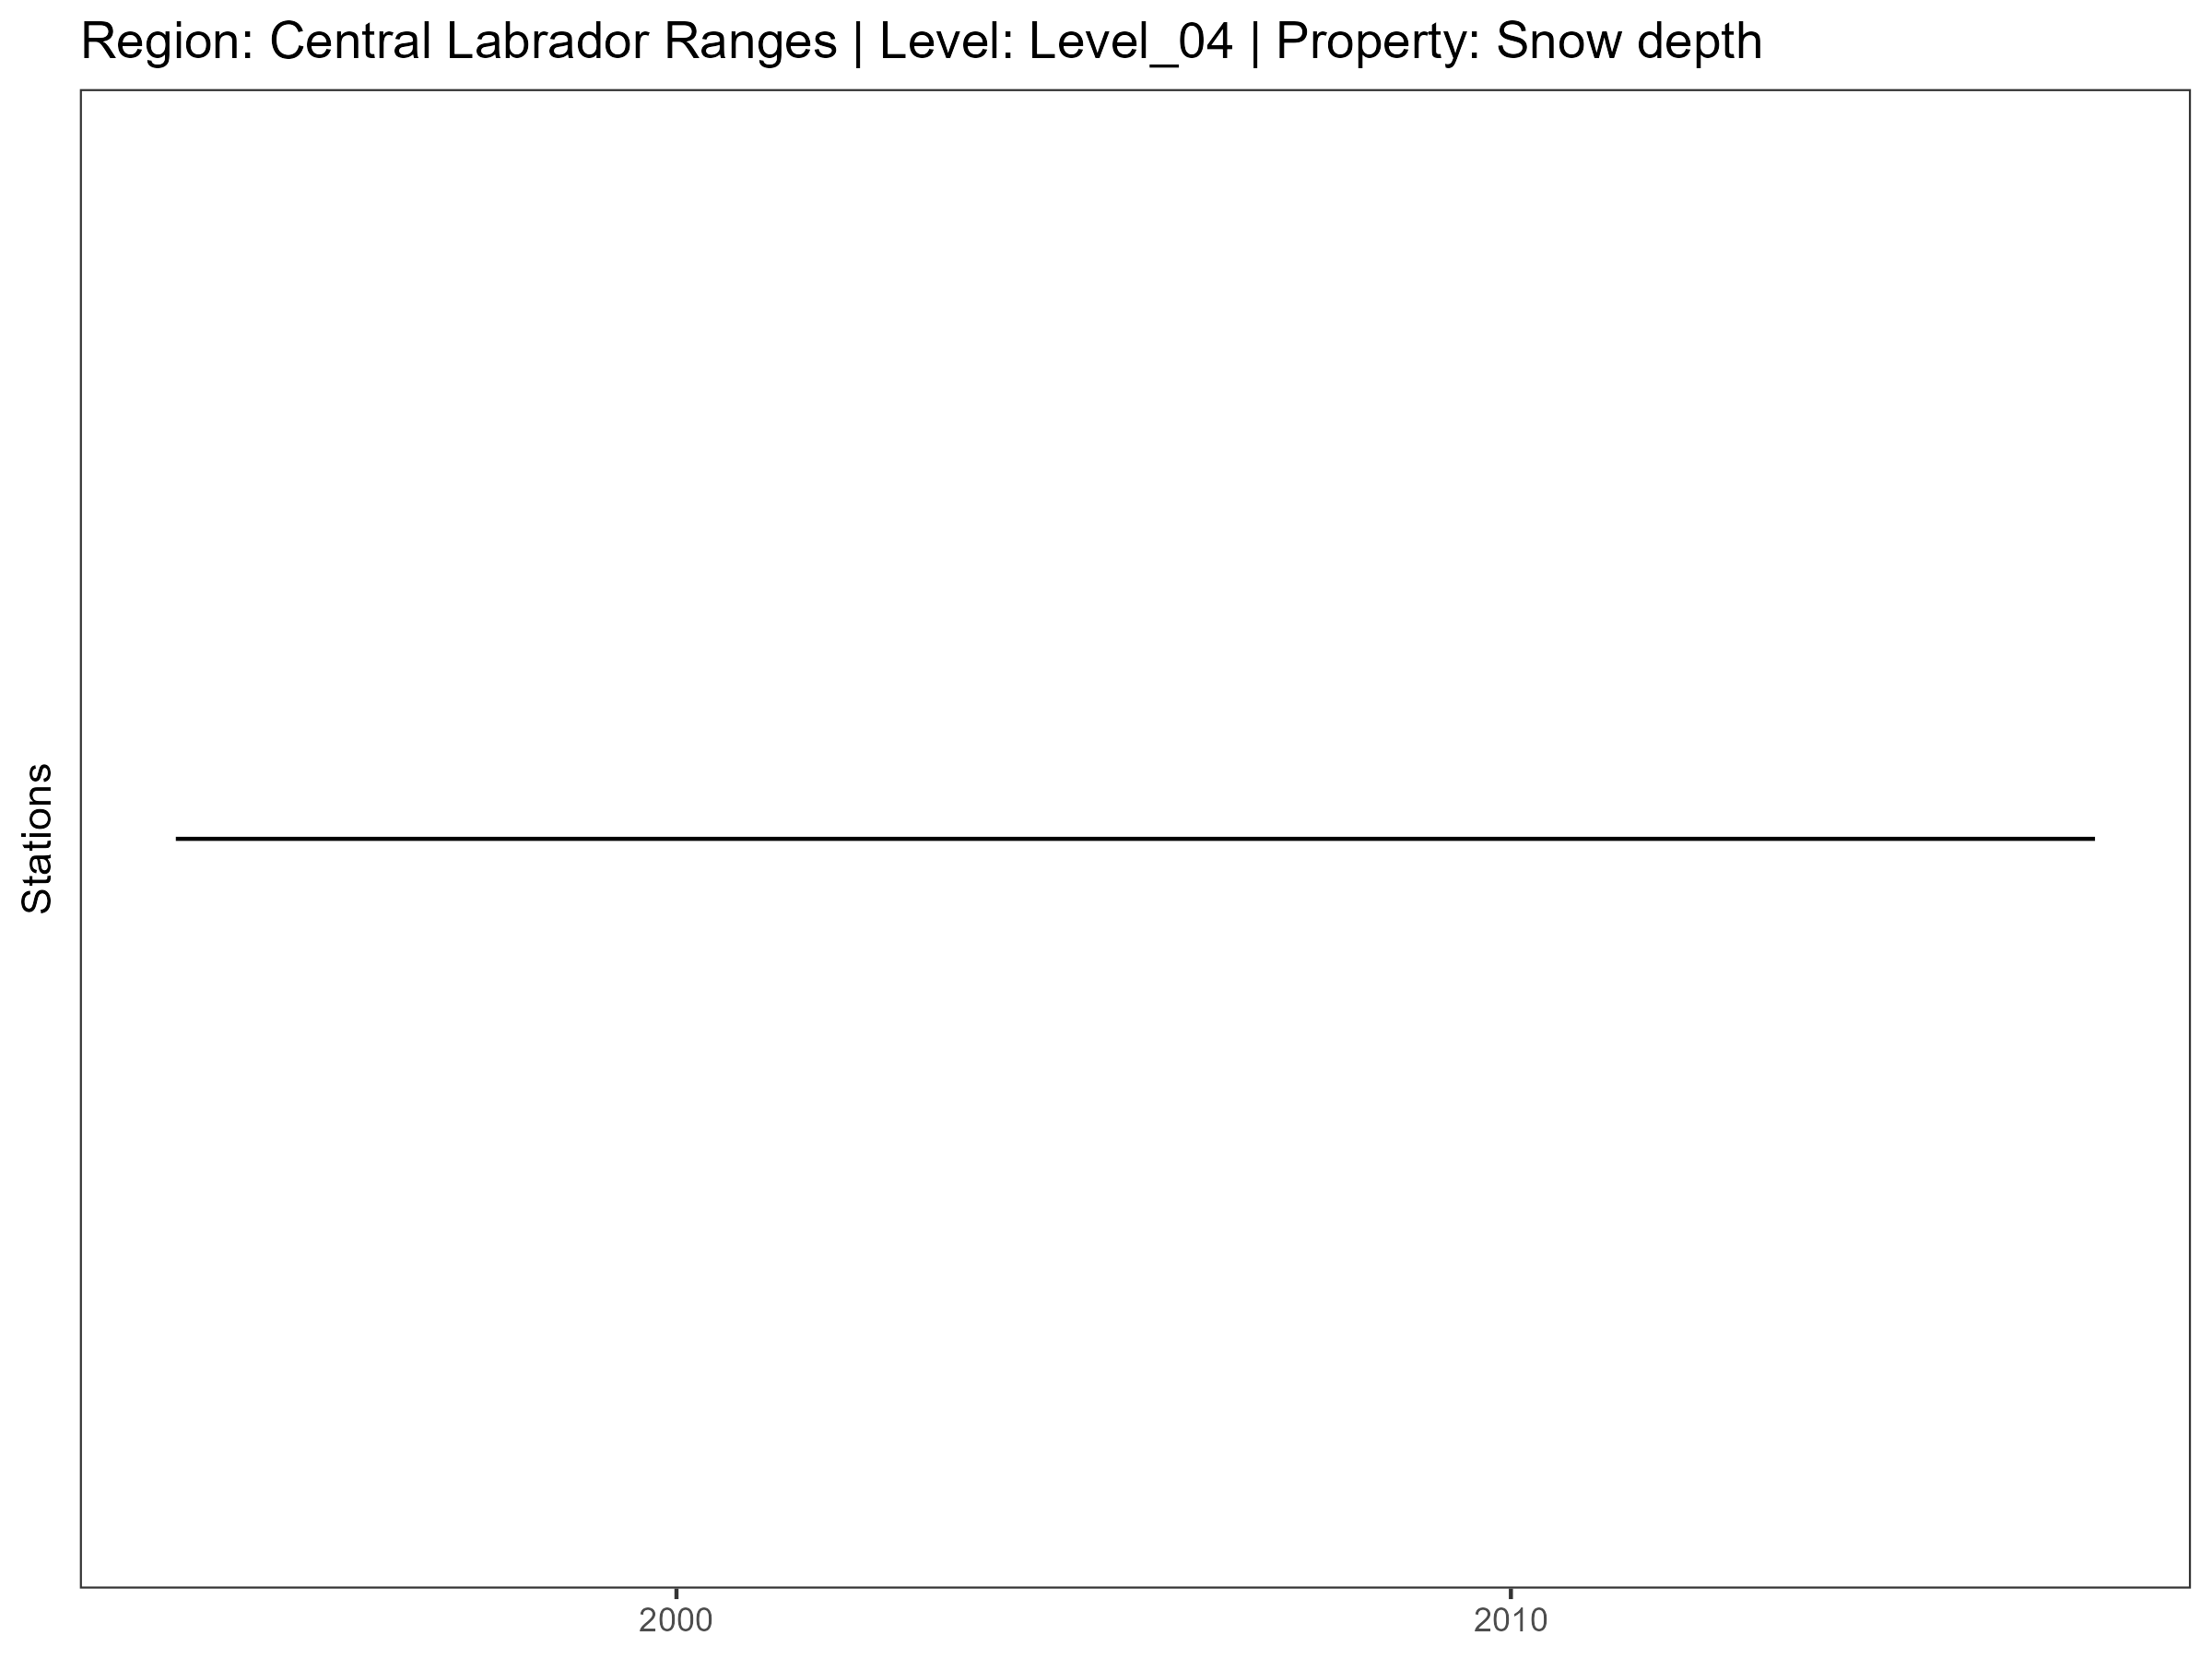 Region: Central Labrador Ranges | Level: Level_04 | Property: Snow depth
Stations
2000
2010